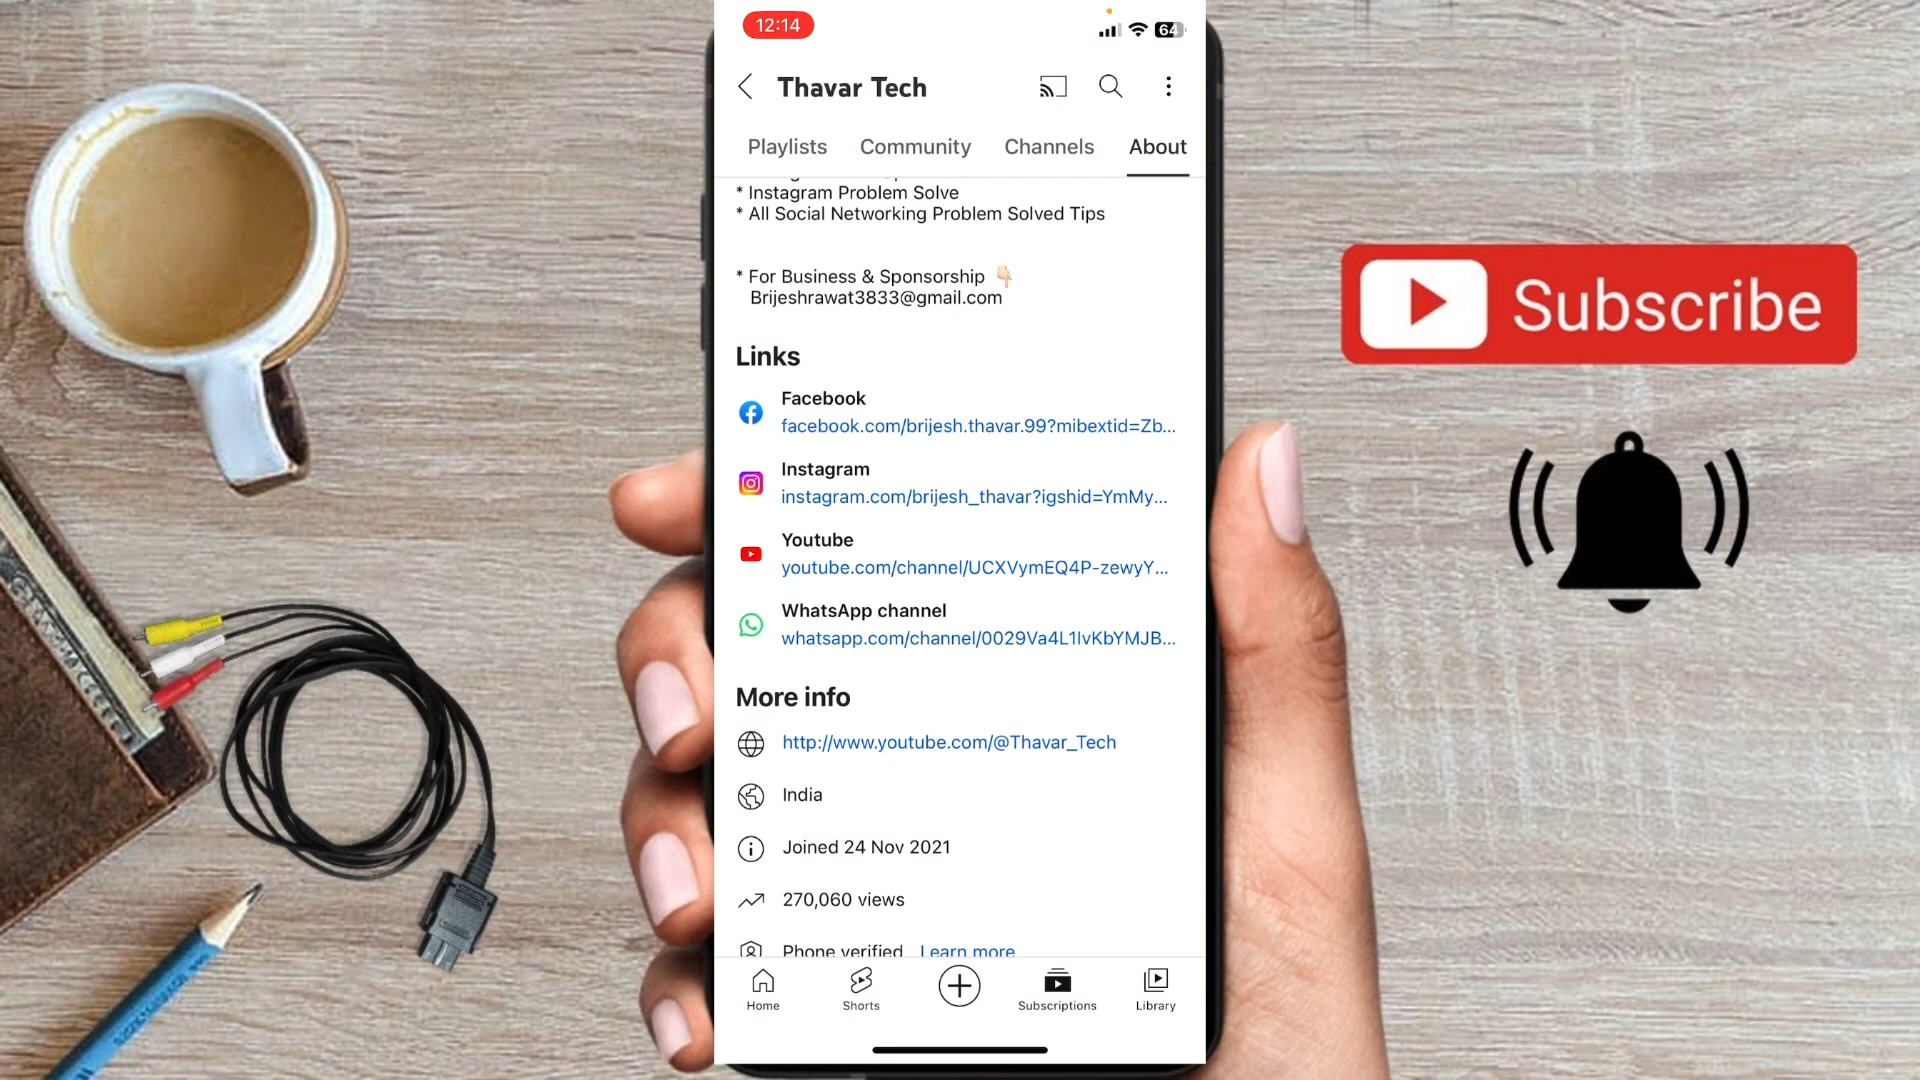 12:14
64
Thavar Tech
Playlists Community Channels About
* Instagram Problem Solve
* All Social Networking Problem Solved Tips
* For Business & Sponsorship 👇🏻
Brijeshrawat3833@gmail.com
Links
Facebook
facebook.com/brijesh.thavar.99?mibextid=Zb...
Instagram
instagram.com/brijesh_thavar?igshid=YmMy...
Youtube
youtube.com/channel/UCXVymEQ4P-zewyY...
WhatsApp channel
whatsapp.com/channel/0029Va4L1IvKbYMJB...
More info
http://www.youtube.com/@Thavar_Tech
India
Joined 24 Nov 2021
270,060 views
Phone verified Learn more
Home Shorts Subscriptions Library
Subscribe